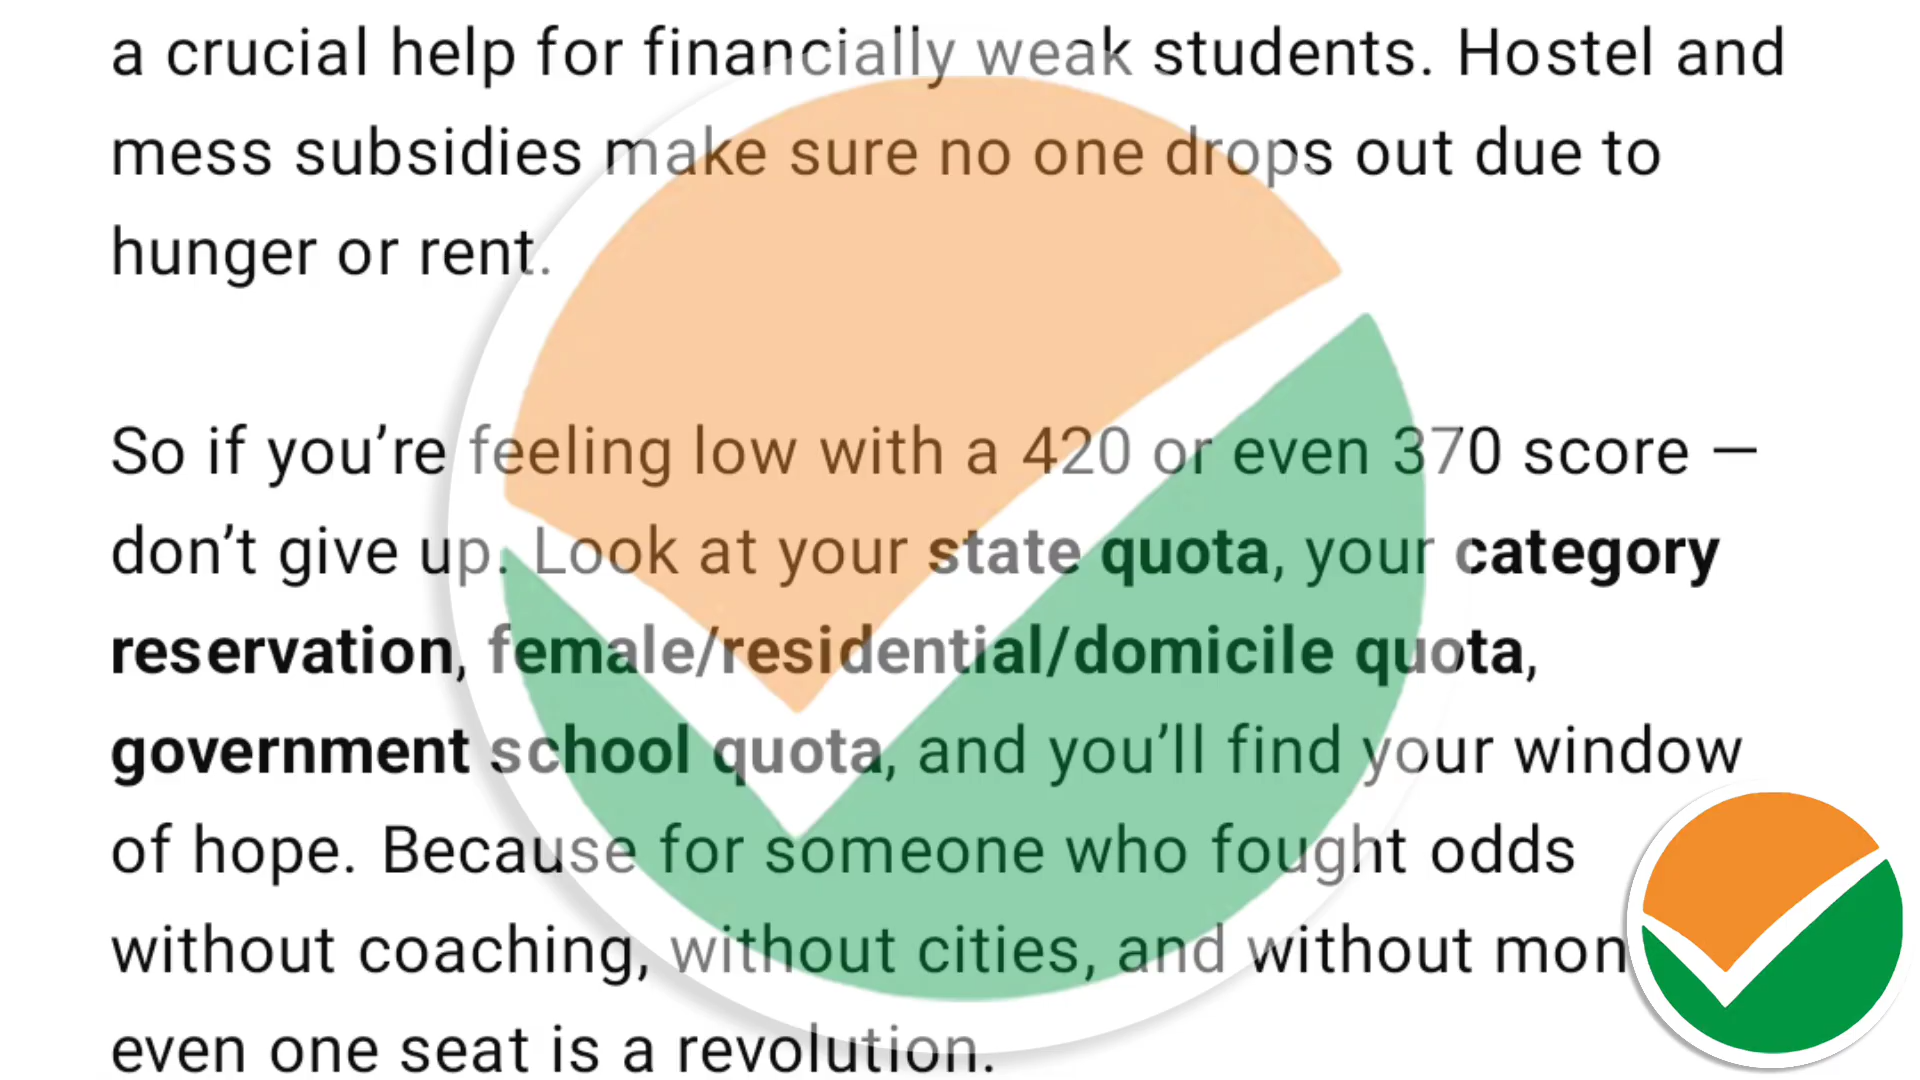 a crucial help for financially weak students. Hostel and
mess subsidies make sure no one drops out due to
hunger or rent.
So if you’re feeling low with a 420 or even 370 score —
don’t give up. Look at your state quota, your category
reservation, female/residential/domicile quota,
government school quota, and you’ll find your window
of hope. Because for someone who fought odds
without coaching, without cities, and without
even one seat is a revolution.